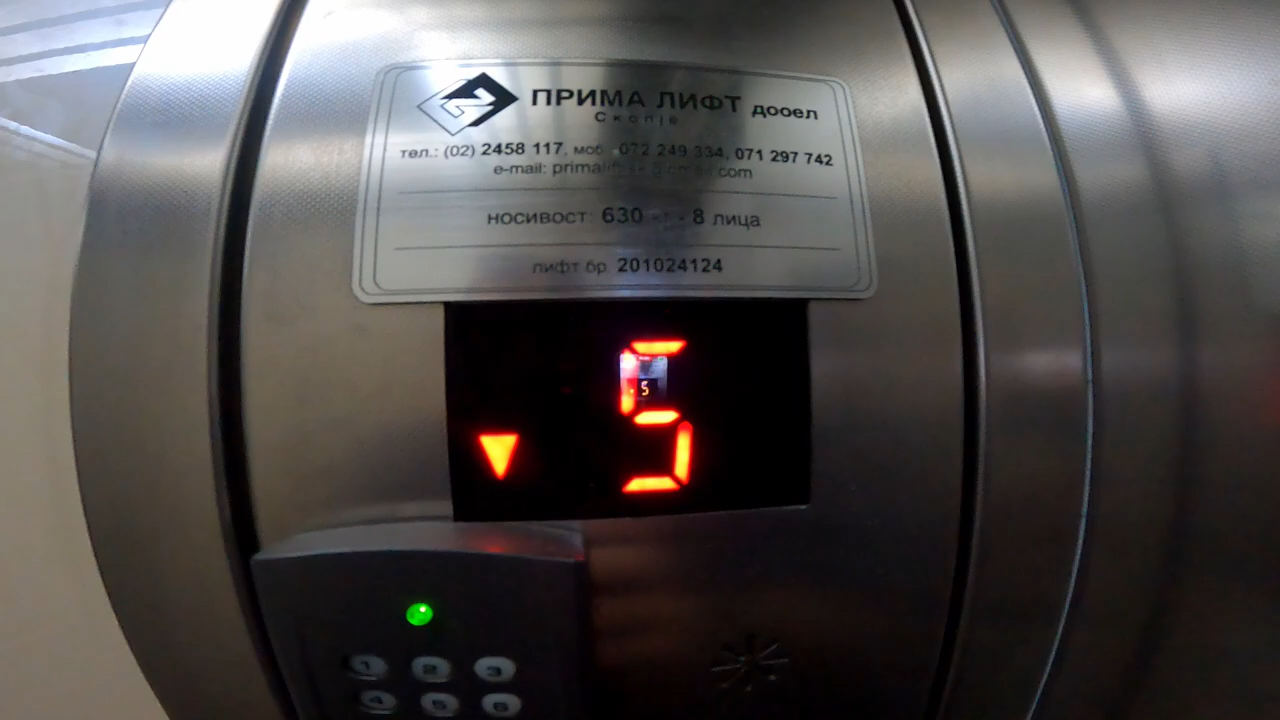 ПРИМА ЛИФТ дооел
Скопје
тел.: (02) 2458 117, моб 072 249 334, 071 297 742
e-mail:
носивост: 630 кг - 8 лица
лифт бр. 201024124
5
1 2 3
4 5 6